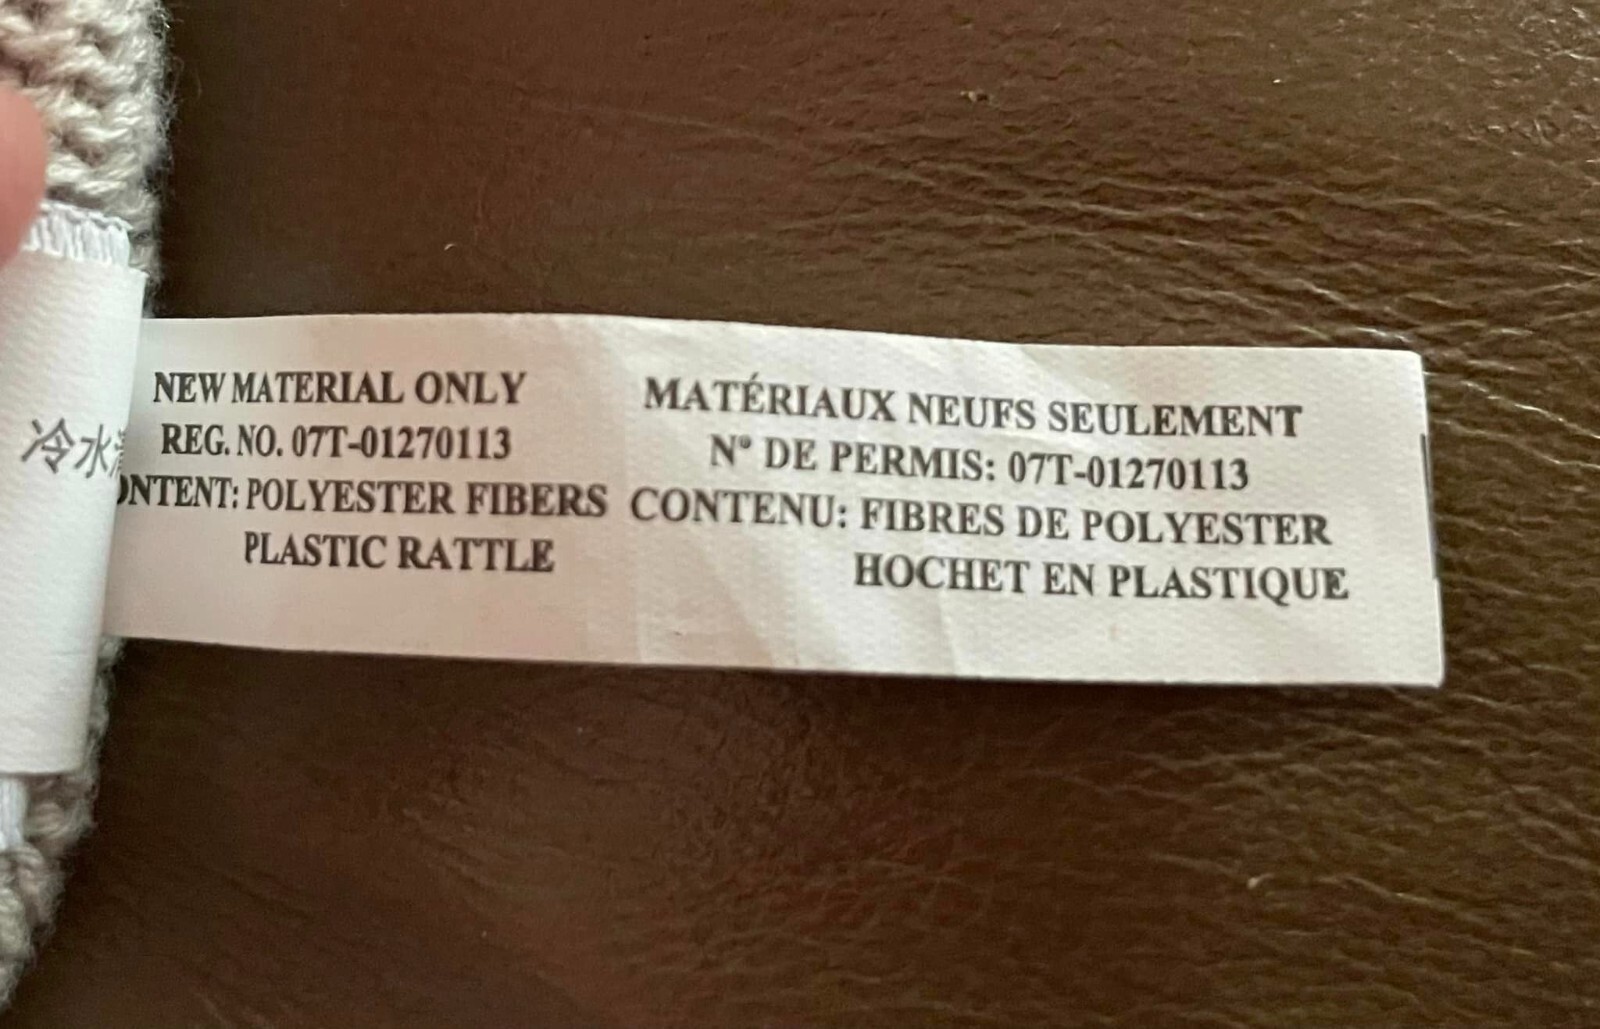 NEW MATERIAL ONLY
REG. NO. 07T-01270113
ONTENT: POLYESTER FIBERS
PLASTIC RATTLE
MATÉRIAUX NEUFS SEULEMENT
N° DE PERMIS: 07T-01270113
CONTENU: FIBRES DE POLYESTER
HOCHET EN PLASTIQUE
冷水